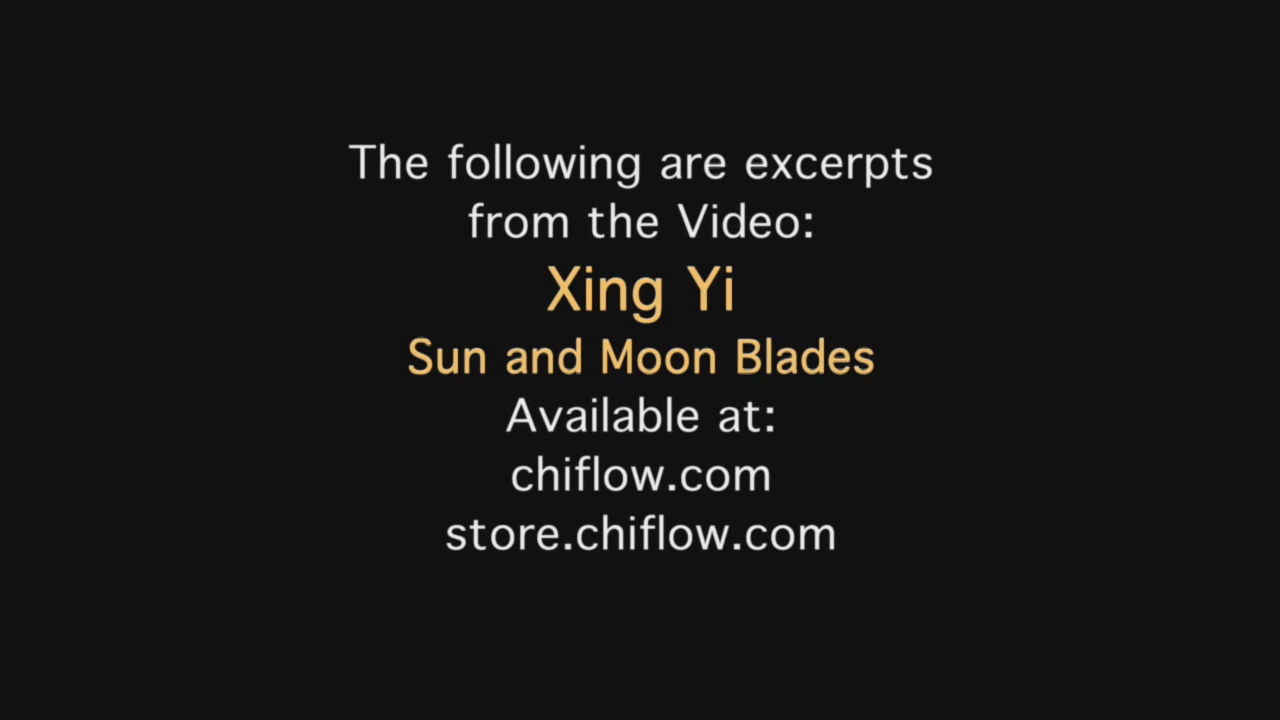 The following are excerpts
from the Video:
Xing Yi
Sun and Moon Blades
Available at:
chiflow.com
store.chiflow.com